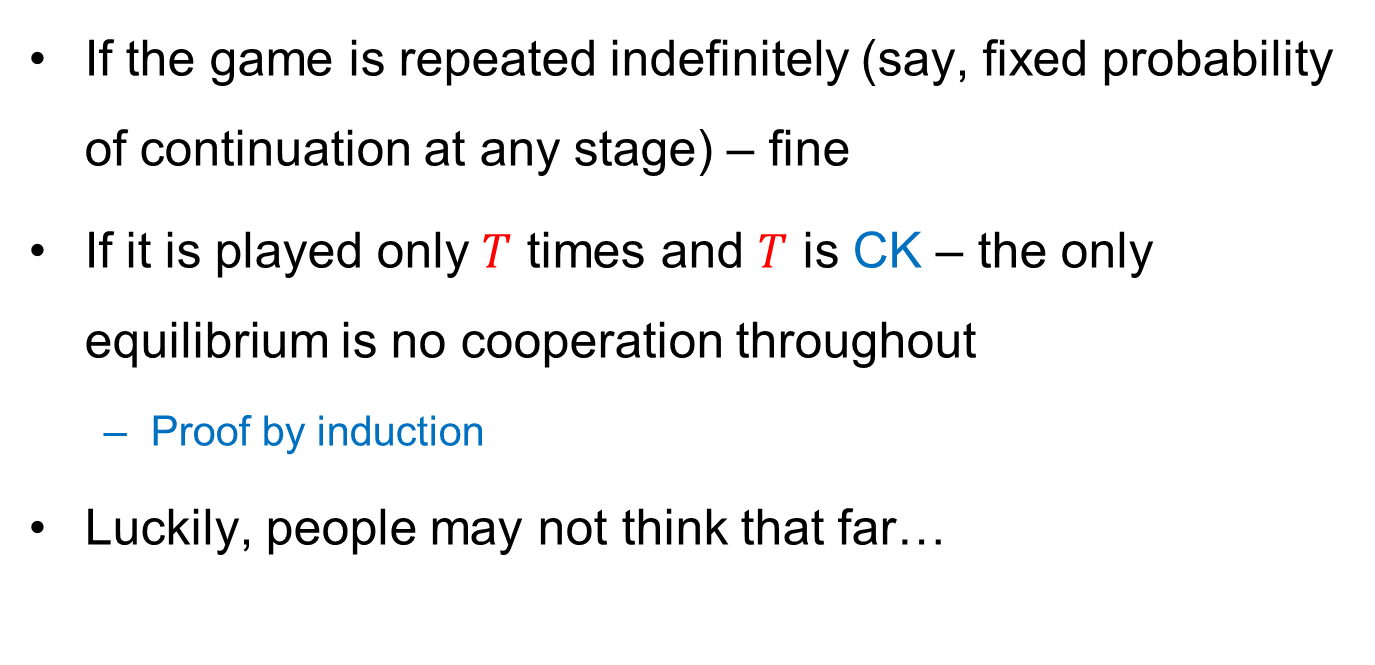 • If the game is repeated indefinitely (say, fixed probability
of continuation at any stage) – fine
• If it is played only T times and T is CK – the only
equilibrium is no cooperation throughout
– Proof by induction
• Luckily, people may not think that far…